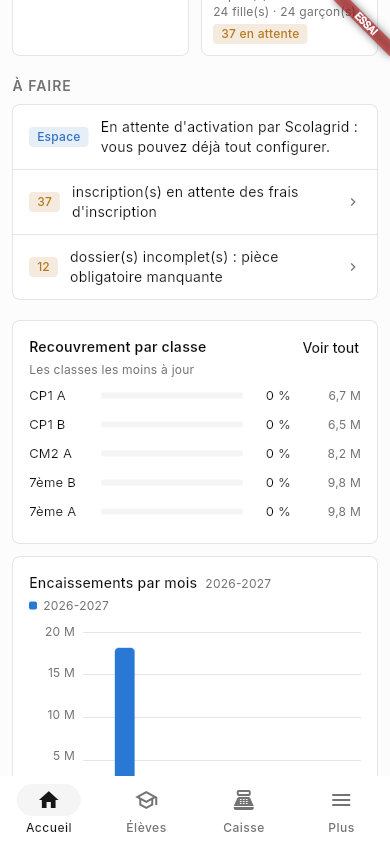 24 fille(s) · 24 garçon(s)
ESSAI
37 en attente
À FAIRE
Espace
En attente d'activation par Scolagrid :
vous pouvez déjà tout configurer.
37
inscription(s) en attente des frais
d'inscription
12
dossier(s) incomplet(s) : pièce
obligatoire manquante
Recouvrement par classe
Voir tout
Les classes les moins à jour
CP1 A 0 % 6,7 M
CP1 B 0 % 6,5 M
CM2 A 0 % 8,2 M
7ème B 0 % 9,8 M
7ème A 0 % 9,8 M
Encaissements par mois 2026-2027
2026-2027
20 M
15 M
10 M
5 M
Accueil Élèves Caisse Plus